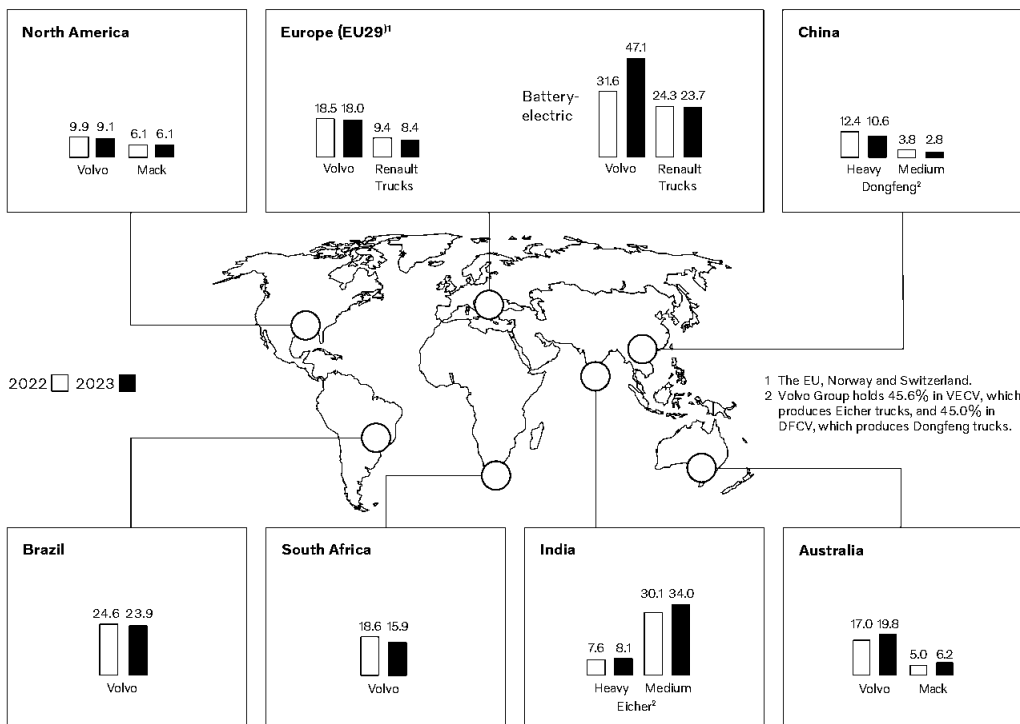 North America
9.9 9.1 6.1 6.1
Volvo Mack
Europe (EU29)¹
18.5 18.0 9.4 8.4
Volvo Renault
Trucks
Battery-
electric
31.6 47.1 24.3 23.7
Volvo Renault
Trucks
China
12.4 10.6 3.8 2.8
Heavy Medium
Dongfeng²
2022 2023
1 The EU, Norway and Switzerland.
2 Volvo Group holds 45.6% in VECV, which
produces Eicher trucks, and 45.0% in
DFCV, which produces Dongfeng trucks.
Brazil
24.6 23.9
Volvo
South Africa
18.6 15.9
Volvo
India
7.6 8.1 30.1 34.0
Heavy Medium
Eicher²
Australia
17.0 19.8 5.0 6.2
Volvo Mack